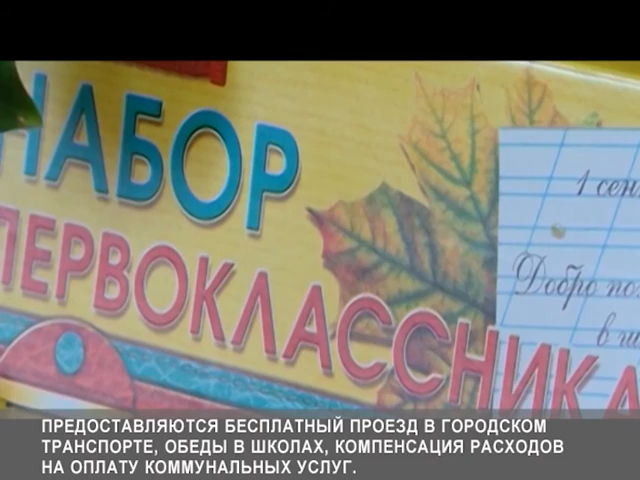 НАБОР
ПЕРВОКЛАССНИКА
1 сен
Добро по
в
ПРЕДОСТАВЛЯЮТСЯ БЕСПЛАТНЫЙ ПРОЕЗД В ГОРОДСКОМ
ТРАНСПОРТЕ, ОБЕДЫ В ШКОЛАХ, КОМПЕНСАЦИЯ РАСХОДОВ
НА ОПЛАТУ КОММУНАЛЬНЫХ УСЛУГ.